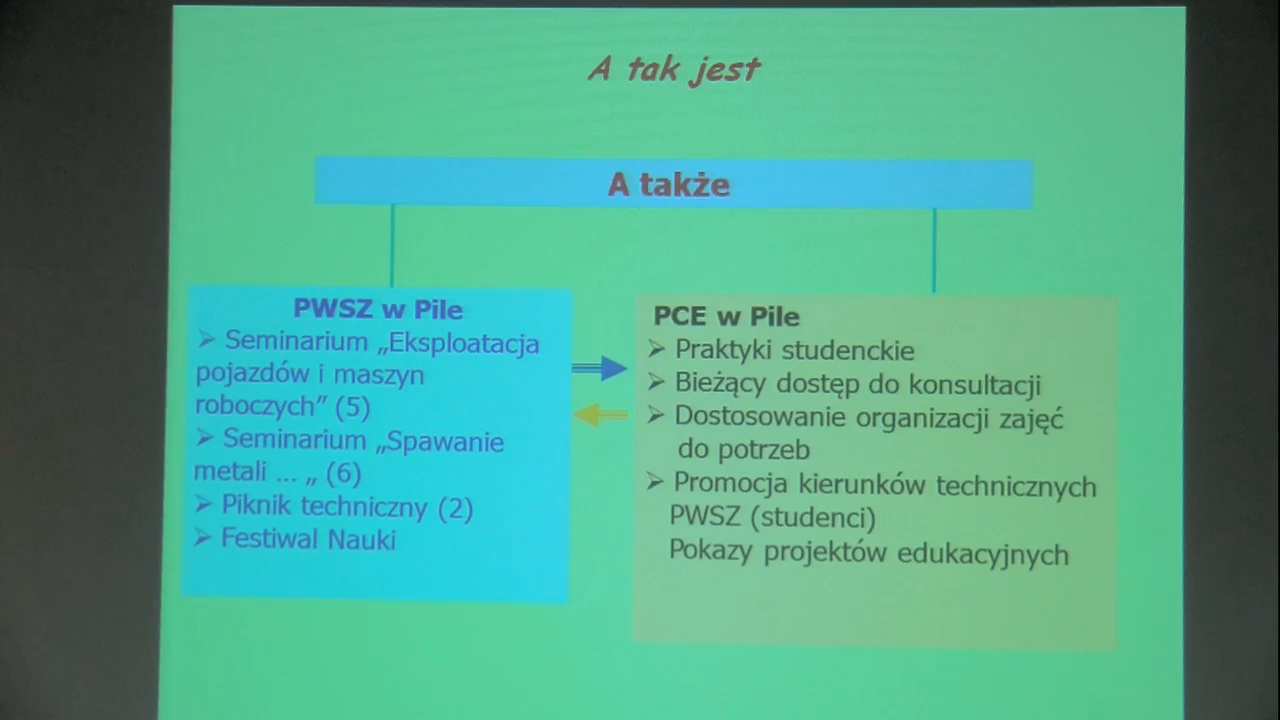 A tak jest
A także
PWSZ w Pile
➢ Seminarium „Eksploatacja
pojazdów i maszyn
roboczych” (5)
➢ Seminarium „Spawanie
metali ... „ (6)
➢ Piknik techniczny (2)
➢ Festiwal Nauki
PCE w Pile
➢ Praktyki studenckie
➢ Bieżący dostęp do konsultacji
➢ Dostosowanie organizacji zajęć
do potrzeb
➢ Promocja kierunków technicznych
PWSZ (studenci)
Pokazy projektów edukacyjnych